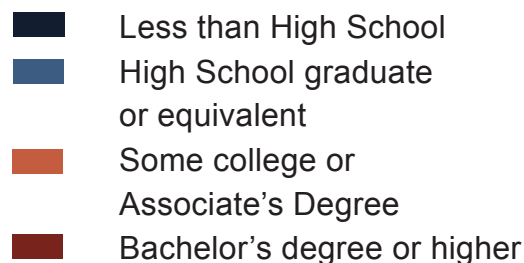 Less than High School
High School graduate
or equivalent
Some college or
Associate’s Degree
Bachelor’s degree or higher